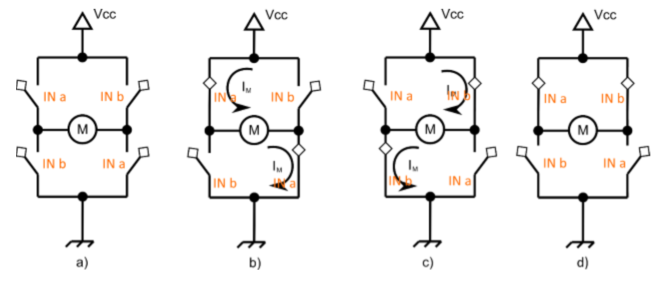 Vcc Vcc Vcc Vcc
IN a IN b IN a IN b IN a IN b IN a IN b
I_M I_M
M M M M
IN b IN a IN b IN a IN b IN a IN b IN a
I_M I_M
a) b) c) d)